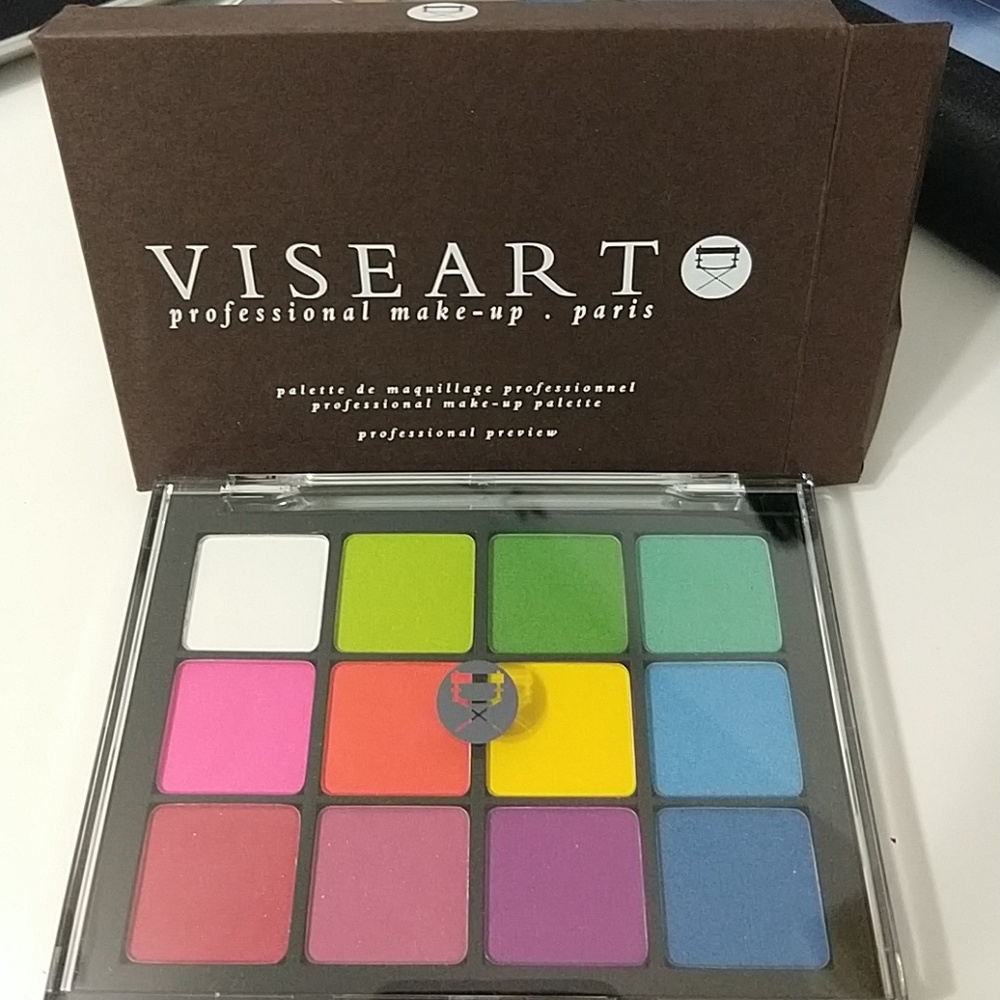 VISEART
professional make-up . paris
palette de maquillage professionnel
professional make-up palette
professional preview